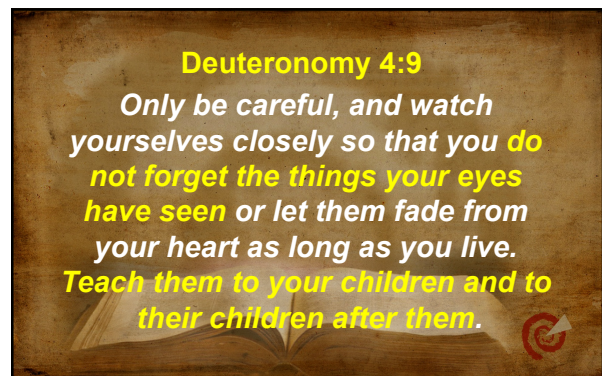 Deuteronomy 4:9
Only be careful, and watch
yourselves closely so that you do
not forget the things your eyes
have seen or let them fade from
your heart as long as you live.
Teach them to your children and to
their children after them.